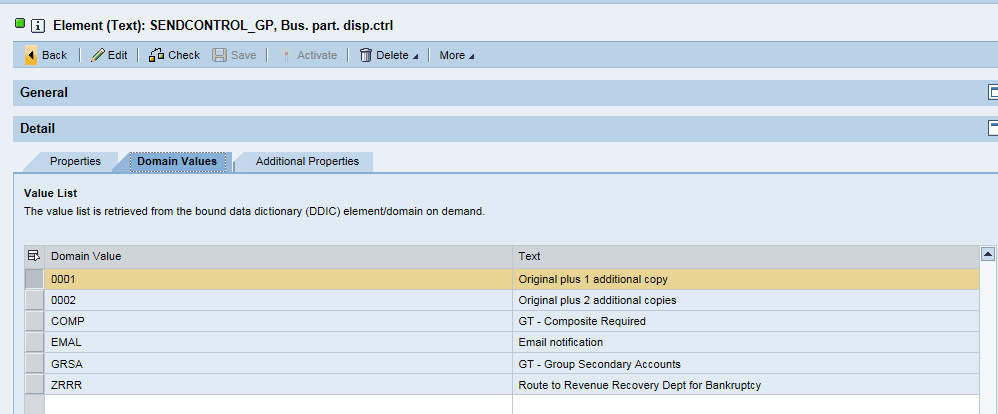 Element (Text): SENDCONTROL_GP, Bus. part. disp.ctrl
Back Edit Check Save Activate Delete More
General
Detail
Properties Domain Values Additional Properties
Value List
The value list is retrieved from the bound data dictionary (DDIC) element/domain on demand.
Domain Value Text
0001 Original plus 1 additional copy
0002 Original plus 2 additional copies
COMP GT - Composite Required
EMAL Email notification
GRSA GT - Group Secondary Accounts
ZRRR Route to Revenue Recovery Dept for Bankruptcy